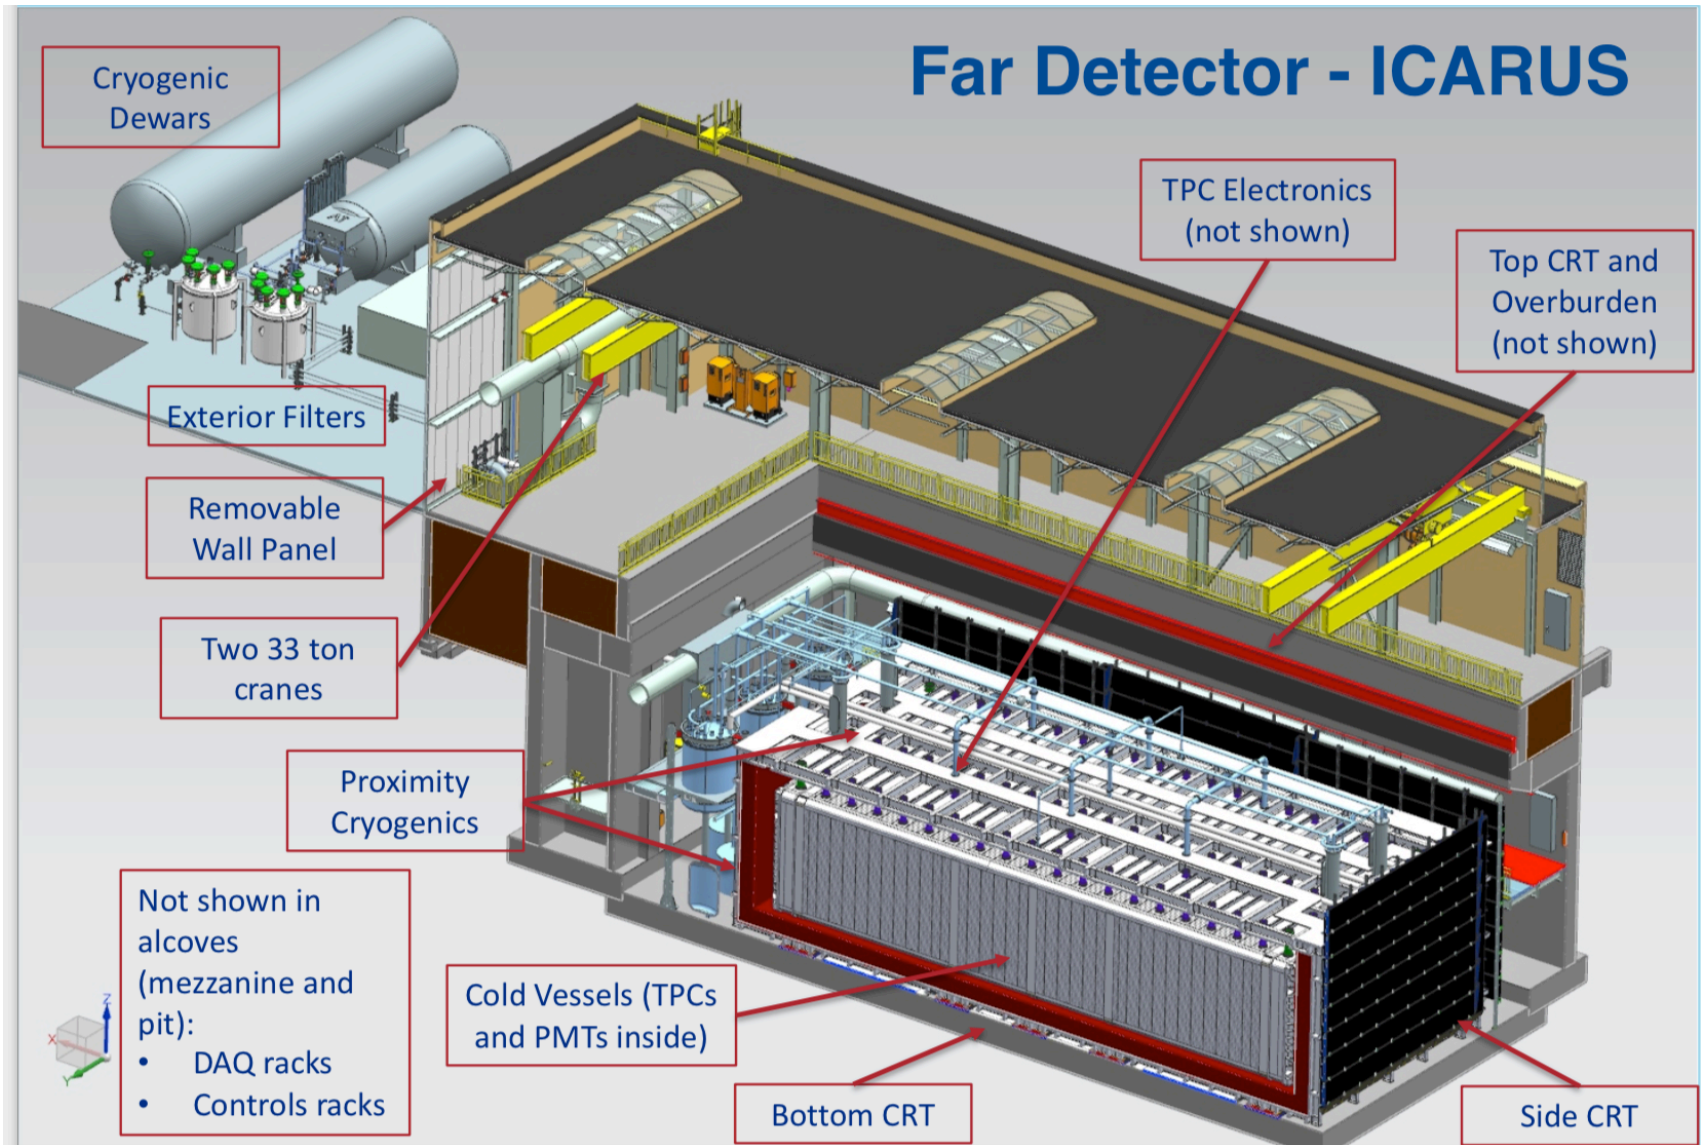 Far Detector - ICARUS
Cryogenic
Dewars
TPC Electronics
(not shown)
Top CRT and
Overburden
(not shown)
Exterior Filters
Removable
Wall Panel
Two 33 ton
cranes
Proximity
Cryogenics
Not shown in
alcoves
(mezzanine and
pit):
• DAQ racks
• Controls racks
Cold Vessels (TPCs
and PMTs inside)
Bottom CRT
Side CRT
Z
X
Y